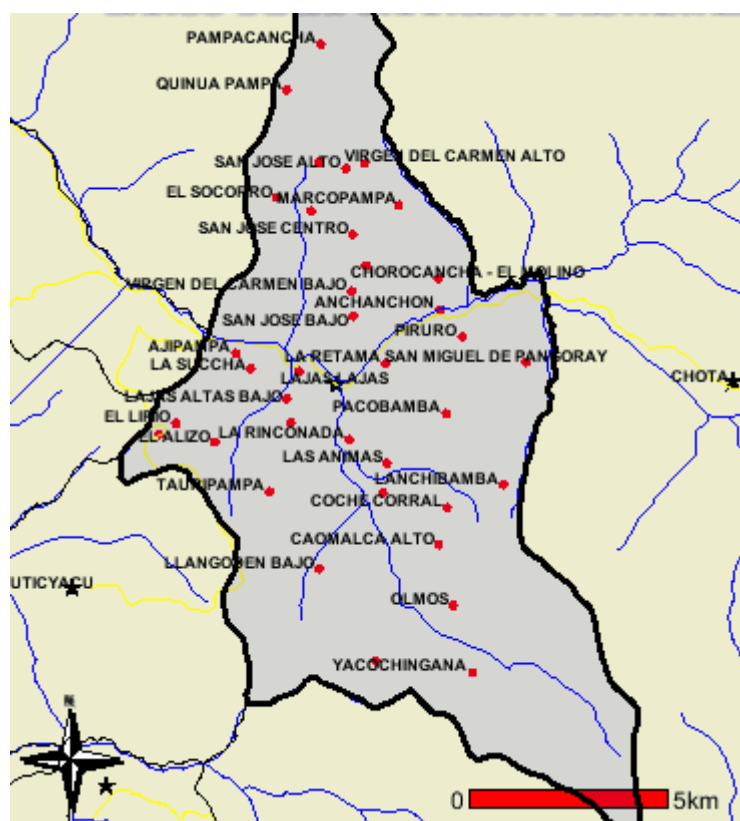 PAMPACANCHA
QUINUA PAMPA
SAN JOSE ALTO
VIRGEN DEL CARMEN ALTO
EL SOCORRO
MARCOPAMPA
SAN JOSE CENTRO
CHOROCANCHA - EL MOLINO
VIRGEN DEL CARMEN BAJO
ANCHANCHON
SAN JOSE BAJO
PIRURO
AJIPAMPA
LA RETAMA
SAN MIGUEL DE PANGORAY
LA SUCCHA
LAJAS
LAJAS
CHOTA
LAJAS ALTAS BAJO
PACOBAMBA
EL LIRIO
EL ALIZO
LA RINCONADA
LAS ANIMAS
TAURIPAMPA
LANCHIBAMBA
COCHE CORRAL
CAOMALCA ALTO
LLANGODEN BAJO
UTICYACU
OLMOS
YACOCHINGANA
N
0 5km